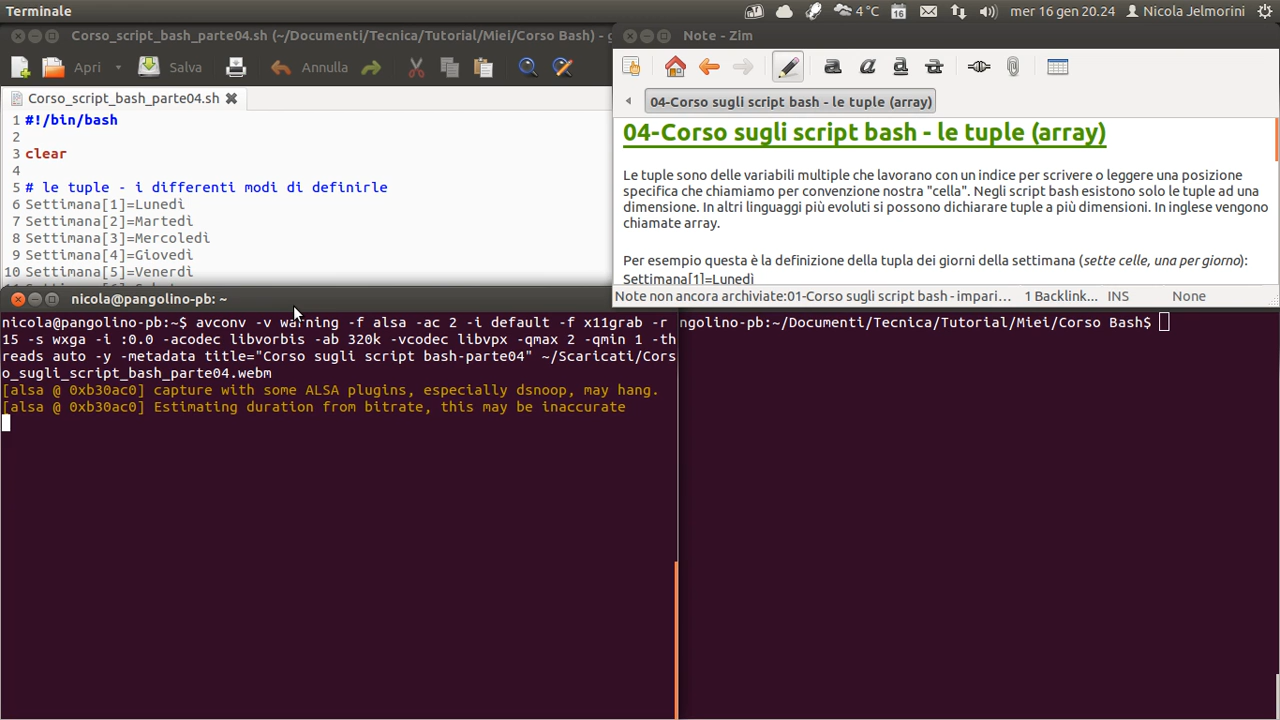 Terminale
4°C
16
mer 16 gen 20.24
Nicola Jelmorini
Corso_script_bash_parte04.sh (~/Documenti/Tecnica/Tutorial/Miei/Corso Bash) - g
Apri
Salva
Annulla
Corso_script_bash_parte04.sh
1 #!/bin/bash
2
3 clear
4
5 # le tuple - i differenti modi di definirle
6 Settimana[1]=Lunedì
7 Settimana[2]=Martedì
8 Settimana[3]=Mercoledì
9 Settimana[4]=Giovedì
10 Settimana[5]=Venerdì
Note - Zim
a a a a
04-Corso sugli script bash - le tuple (array)
04-Corso sugli script bash - le tuple (array)
Le tuple sono delle variabili multiple che lavorano con un indice per scrivere o leggere una posizione
specifica che chiamiamo per convenzione nostra "cella". Negli script bash esistono solo le tuple ad una
dimensione. In altri linguaggi più evoluti si possono dichiarare tuple a più dimensioni. In inglese vengono
chiamate array.
Per esempio questa è la definizione della tupla dei giorni della settimana (sette celle, una per giorno):
Settimana[1]=Lunedì
Note non ancora archiviate:01-Corso sugli script bash - impari...
1 Backlink...
INS
None
nicola@pangolino-pb: ~
nicola@pangolino-pb:~$ avconv -v warning -f alsa -ac 2 -i default -f x11grab -r
15 -s wxga -i :0.0 -acodec libvorbis -ab 320k -vcodec libvpx -qmax 2 -qmin 1 -th
reads auto -y -metadata title="Corso sugli script bash-parte04" ~/Scaricati/Cors
o_sugli_script_bash_parte04.webm
[alsa @ 0xb30ac0] capture with some ALSA plugins, especially dsnoop, may hang.
[alsa @ 0xb30ac0] Estimating duration from bitrate, this may be inaccurate
ngolino-pb:~/Documenti/Tecnica/Tutorial/Miei/Corso Bash$